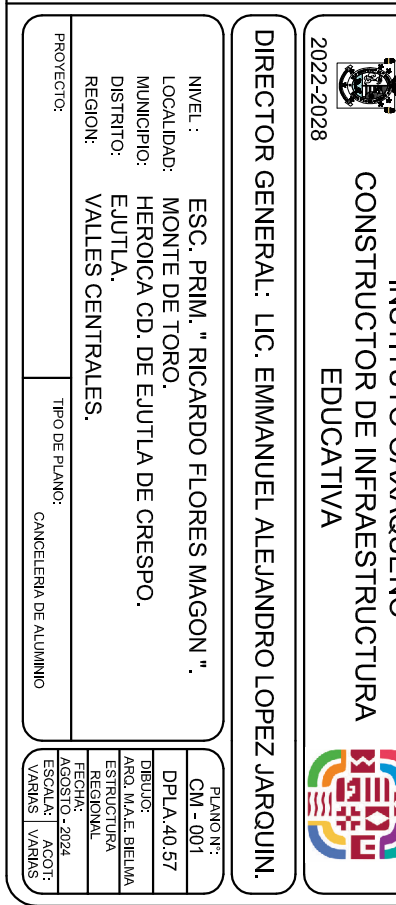 CONSTRUCTOR DE INFRAESTRUCTURA
EDUCATIVA
2022-2028
DIRECTOR GENERAL: LIC. EMMANUEL ALEJANDRO LOPEZ JARQUIN.
NIVEL : ESC. PRIM. " RICARDO FLORES MAGON ".
LOCALIDAD: MONTE DE TORO.
MUNICIPIO: HEROICA CD. DE EJUTLA DE CRESPO.
DISTRITO: EJUTLA.
REGION: VALLES CENTRALES.
PROYECTO:
TIPO DE PLANO:
CANCELERIA DE ALUMINIO
PLANO Nº:
CM - 001
DPLA:40.57
DIBUJO:
ARQ. M.A.E. BIELMA
ESTRUCTURA
REGIONAL
FECHA:
AGOSTO - 2024
ESCALA: ACOT:
VARIAS VARIAS